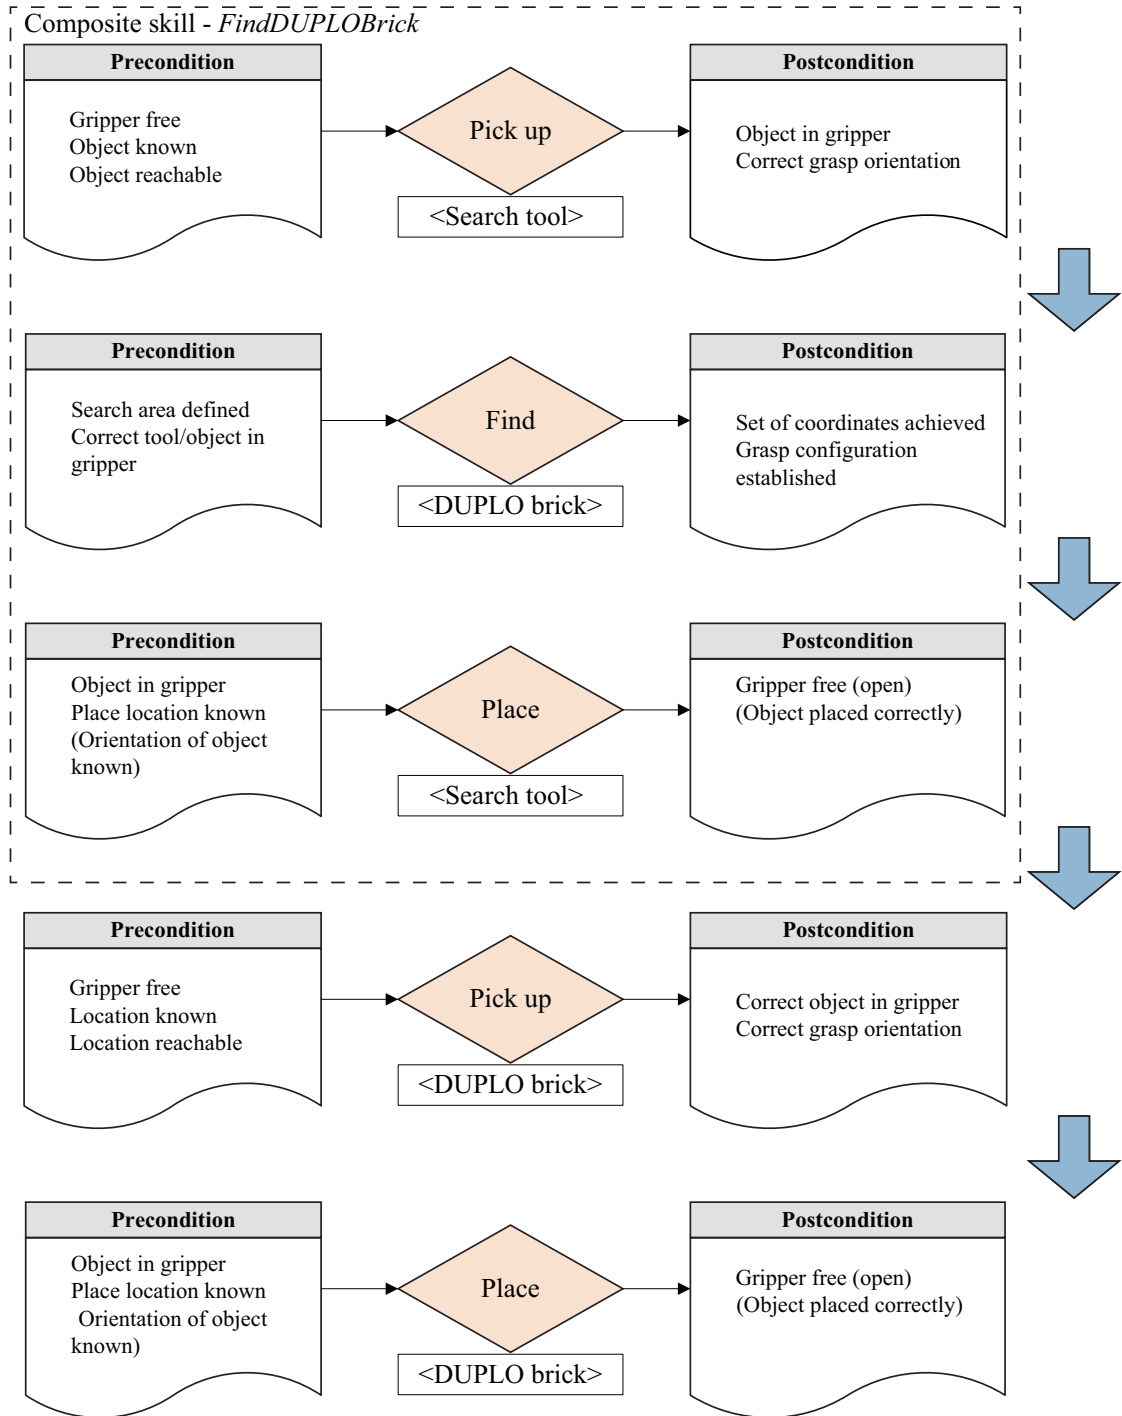 Composite skill - FindDUPLOBrick
Precondition
Gripper free
Object known
Object reachable
Pick up
<Search tool>
Postcondition
Object in gripper
Correct grasp orientation
Precondition
Search area defined
Correct tool/object in
gripper
Find
<DUPLO brick>
Postcondition
Set of coordinates achieved
Grasp configuration
established
Precondition
Object in gripper
Place location known
(Orientation of object
known)
Place
<Search tool>
Postcondition
Gripper free (open)
(Object placed correctly)
Precondition
Gripper free
Location known
Location reachable
Pick up
<DUPLO brick>
Postcondition
Correct object in gripper
Correct grasp orientation
Precondition
Object in gripper
Place location known
Orientation of object
known)
Place
<DUPLO brick>
Postcondition
Gripper free (open)
(Object placed correctly)